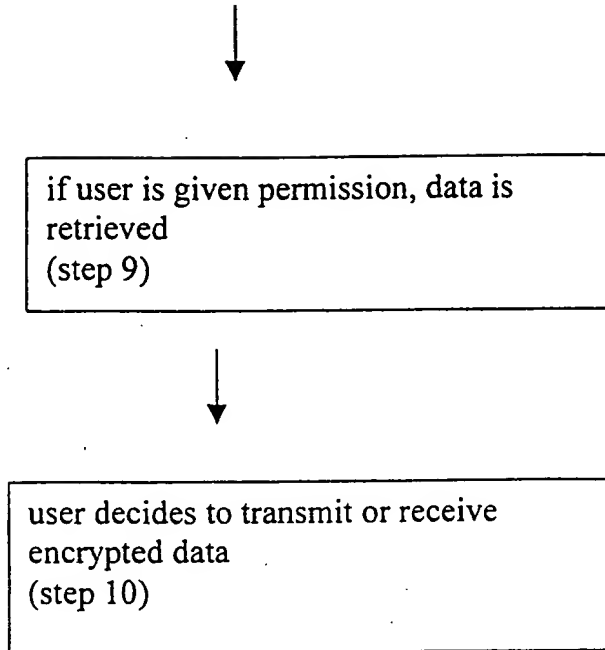 if user is given permission, data is
retrieved
(step 9)
user decides to transmit or receive
encrypted data
(step 10)